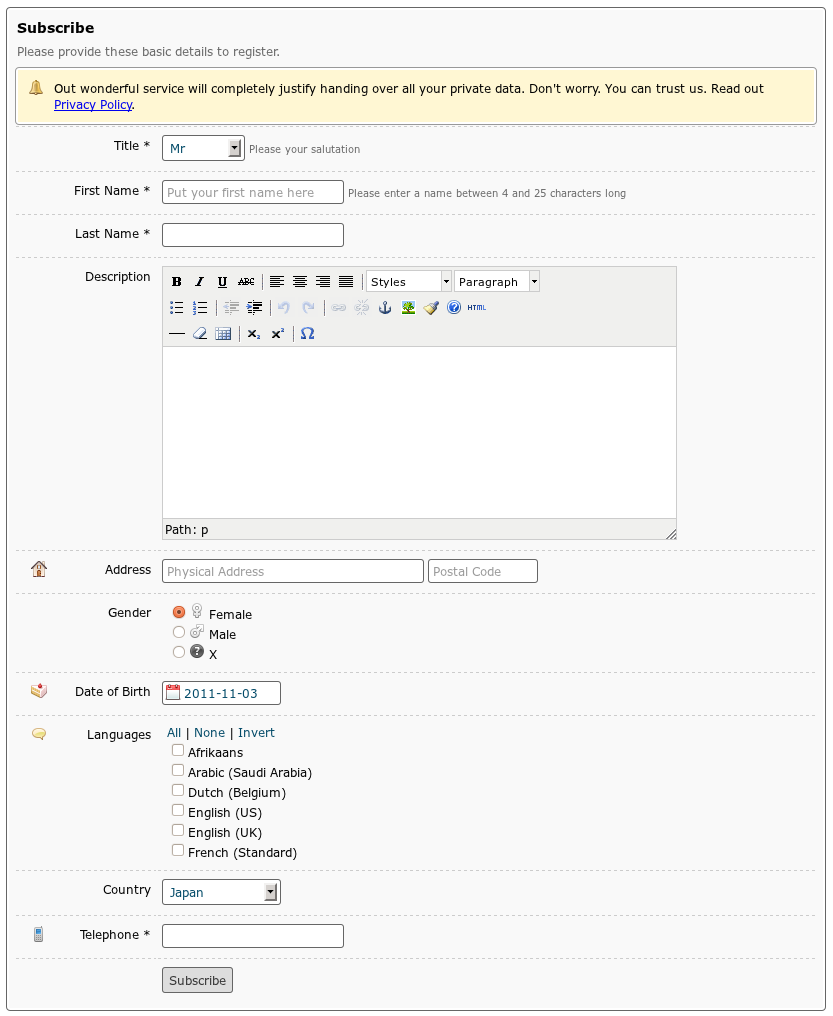 Subscribe
Please provide these basic details to register.
Out wonderful service will completely justify handing over all your private data. Don't worry. You can trust us. Read out
Privacy Policy.
Title * Mr Please your salutation
First Name * Put your first name here Please enter a name between 4 and 25 characters long
Last Name *
Description B I U ABC Styles Paragraph
HTML
x₂ x² Ω
Path: p
Address Physical Address Postal Code
Gender Female
Male
X
Date of Birth 2011-11-03
Languages All | None | Invert
Afrikaans
Arabic (Saudi Arabia)
Dutch (Belgium)
English (US)
English (UK)
French (Standard)
Country Japan
Telephone *
Subscribe